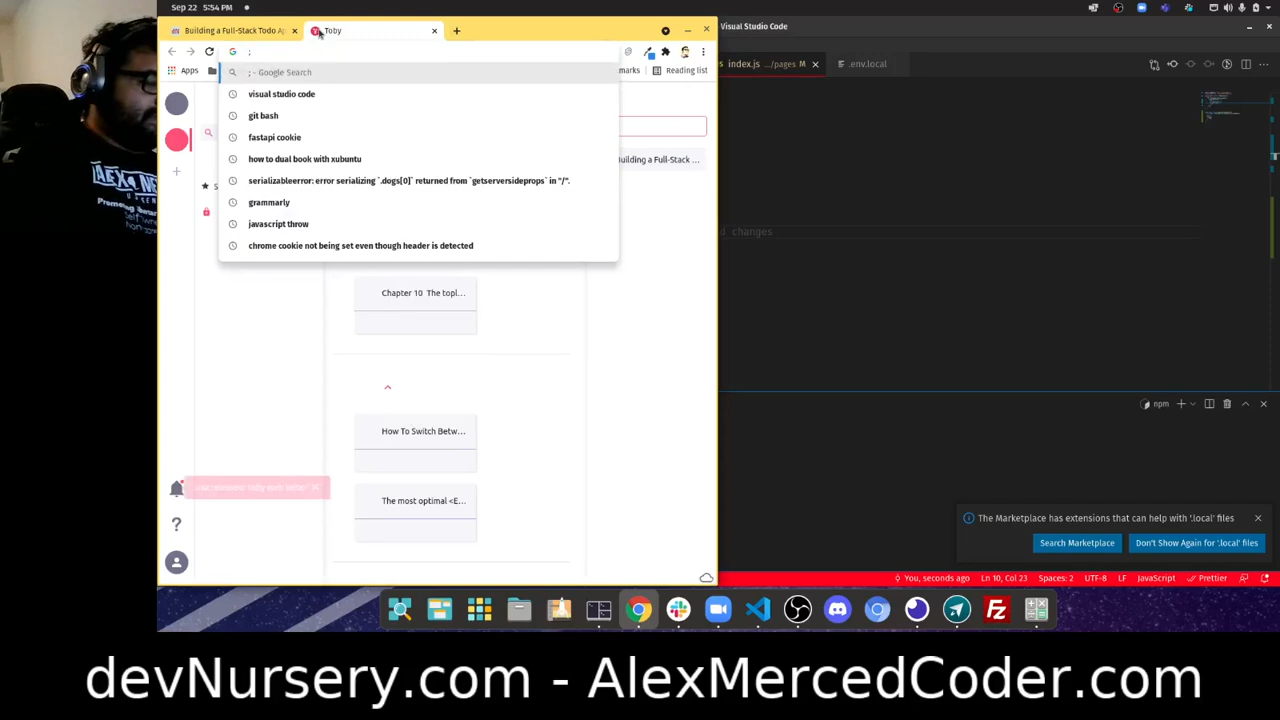 Sep 22 5:54 PM
Building a Full-Stack Todo Ap
Toby
Visual Studio Code
;
Apps
marks
Reading list
index.js .../pages M
.env.local
; - Google Search
visual studio code
git bash
fastapi cookie
how to dual book with xubuntu
serializableerror: error serializing `.dogs[0]` returned from `getserversideprops` in "/".
grammarly
javascript throw
chrome cookie not being set even though header is detected
Building a Full-Stack ...
d changes
Chapter 10 The topl...
How To Switch Betw...
The most optimal <E...
npm
The Marketplace has extensions that can help with '.local' files
Search Marketplace
Don't Show Again for '.local' files
You, seconds ago
Ln 10, Col 23
Spaces: 2
UTF-8
LF
JavaScript
Prettier
ALEX MERCED
Promoting
devNursery.com - AlexMercedCoder.com